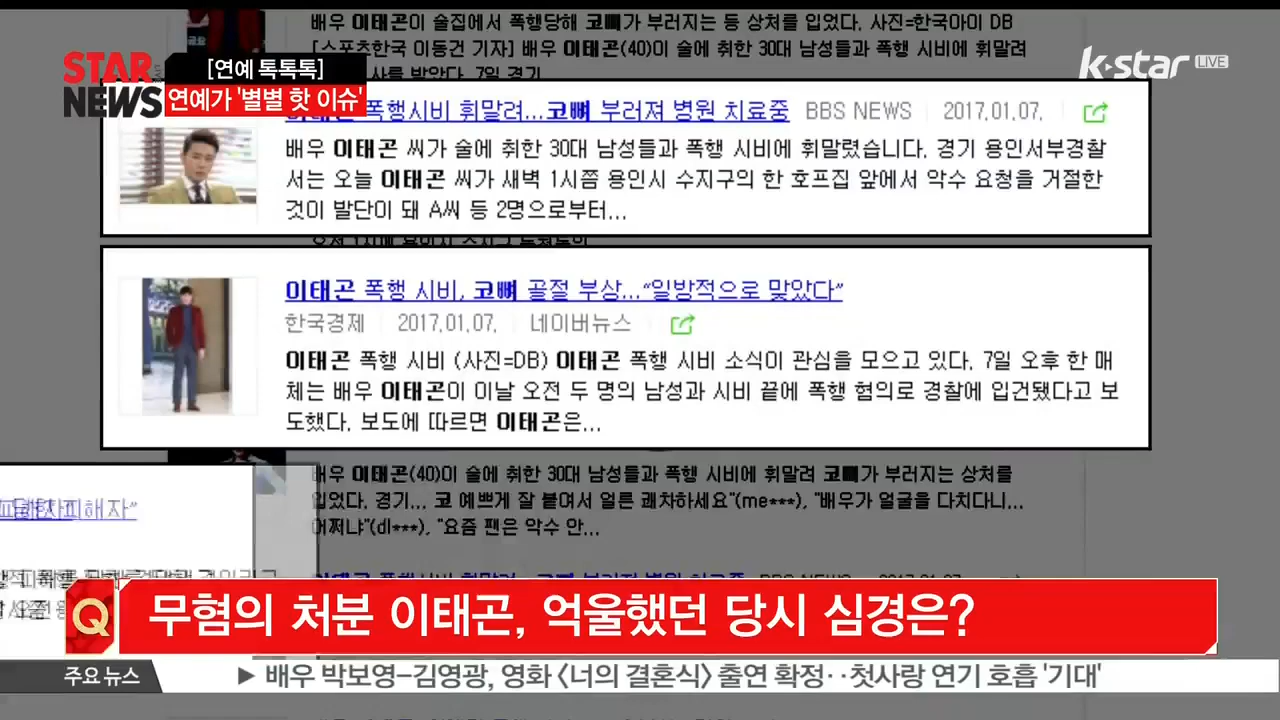 배우 이태곤이 술집에서 폭행당해 코뼈가 부러지는 등 상처를 입었다. 사진=한국아이 DB
[스포츠한국 이동건 기자] 배우 이태곤(40)이 술에 취한 30대 남성들과 폭행 시비에 휘말려
사를 받았다. 7일 경기
STAR NEWS
[연예 톡톡톡]
연예가 '별별 핫 이슈'
k·star LIVE
폭행시비 휘말려...코뼈 부러져 병원 치료중 BBS NEWS 2017.01.07.
배우 이태곤 씨가 술에 취한 30대 남성들과 폭행 시비에 휘말렸습니다. 경기 용인서부경찰
서는 오늘 이태곤 씨가 새벽 1시쯤 용인시 수지구의 한 호프집 앞에서 악수 요청을 거절한
것이 발단이 돼 A씨 등 2명으로부터...
이태곤 폭행 시비, 코뼈 골절 부상..."일방적으로 맞았다"
한국경제 2017.01.07. 네이버뉴스
이태곤 폭행 시비 (사진=DB) 이태곤 폭행 시비 소식이 관심을 모으고 있다. 7일 오후 한 매
체는 배우 이태곤이 이날 오전 두 명의 남성과 시비 끝에 폭행 혐의로 경찰에 입건됐다고 보
도했다. 보도에 따르면 이태곤은...
배우 이태곤(40)이 술에 취한 30대 남성들과 폭행 시비에 휘말려 코뼈가 부러지는 상처를
입었다. 경기... 코 예쁘게 잘 붙여서 얼른 쾌차하세요"(me***), "배우가 얼굴을 다치다니...
어쩌냐"(dl***), "요즘 팬은 악수 안...
피해자"
Q 무혐의 처분 이태곤, 억울했던 당시 심경은?
주요뉴스 ▶ 배우 박보영-김영광, 영화 <너의 결혼식> 출연 확정‥첫사랑 연기 호흡 '기대'